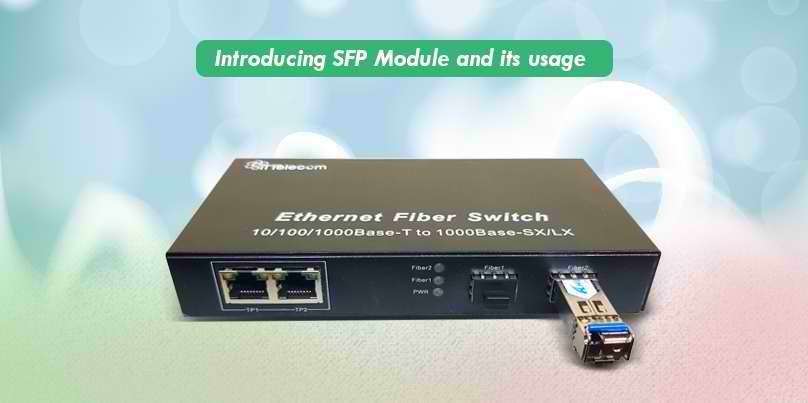 Introducing SFP Module and its usage
Ethernet Fiber Switch
10/100/1000Base-T to 1000Base-SX/LX
Fiber2
Fiber1
PWR
Fiber1
Fiber2
TP1
TP2